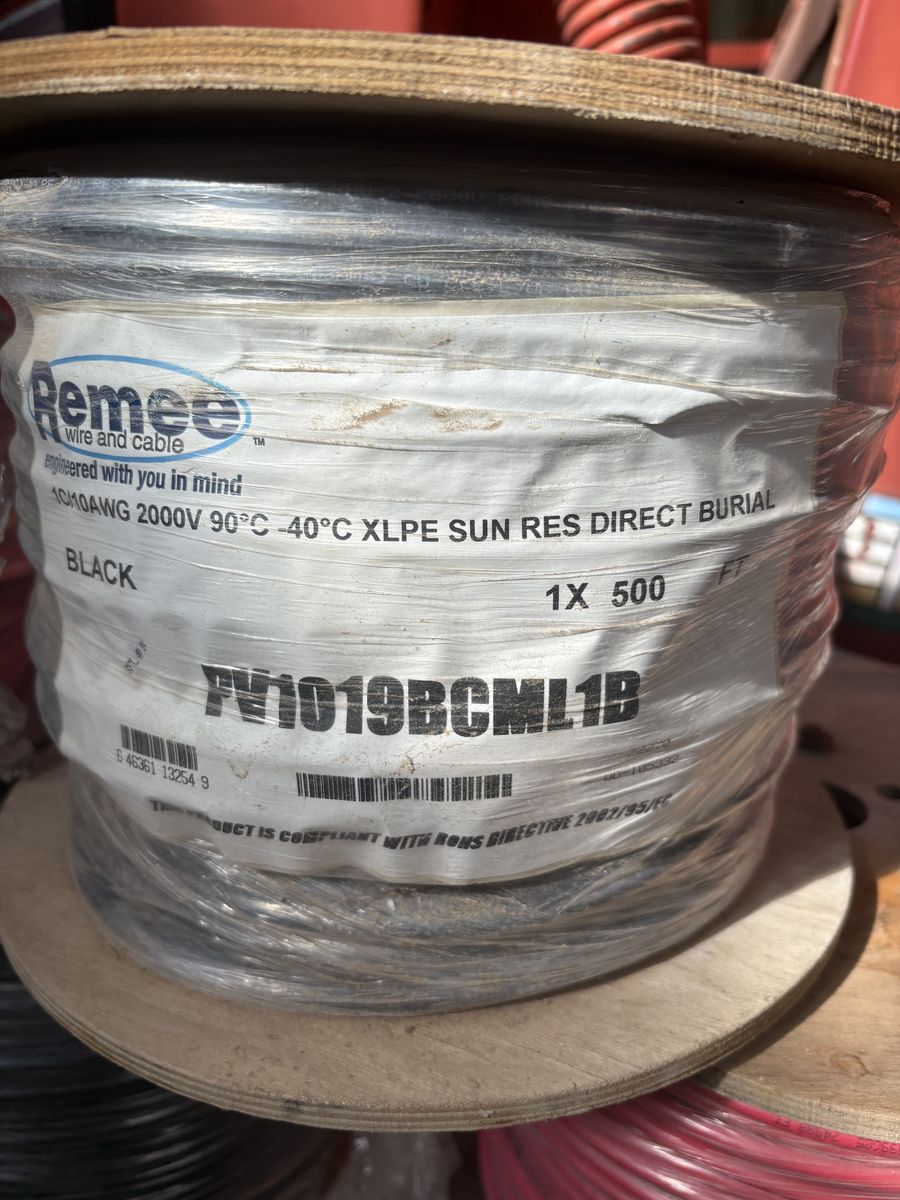 Remee
wire and cable
™
engineered with you in mind
1C/10AWG 2000V 90°C -40°C XLPE SUN RES DIRECT BURIAL
BLACK
1X 500 FT
PV1019BCML1B
6 46361 13254 9
THIS PRODUCT IS COMPLIANT WITH ROHS DIRECTIVE 2002/95/EC